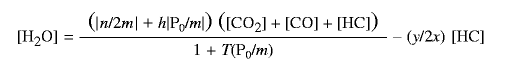 [H₂O] = (|n/2m| + h|P₀/m|) ([CO₂] + [CO] + [HC]) / 1 + T(P₀/m) – (y/2x) [HC]